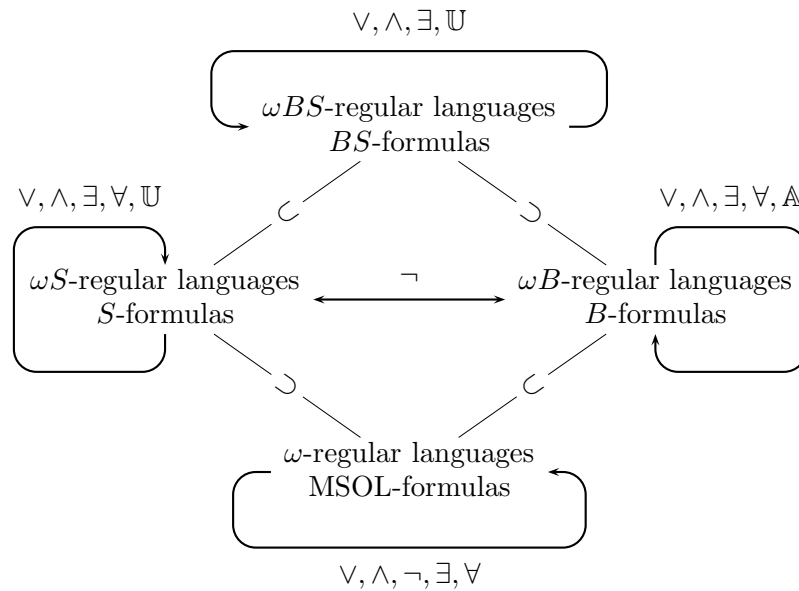 ∨, ∧, ∃, 𝕌
ωBS-regular languages
BS-formulas
⊂
⊃
∨, ∧, ∃, ∀, 𝕌
∨, ∧, ∃, ∀, 𝔸
ωS-regular languages
S-formulas
¬
ωB-regular languages
B-formulas
⊃
⊂
ω-regular languages
MSOL-formulas
∨, ∧, ¬, ∃, ∀